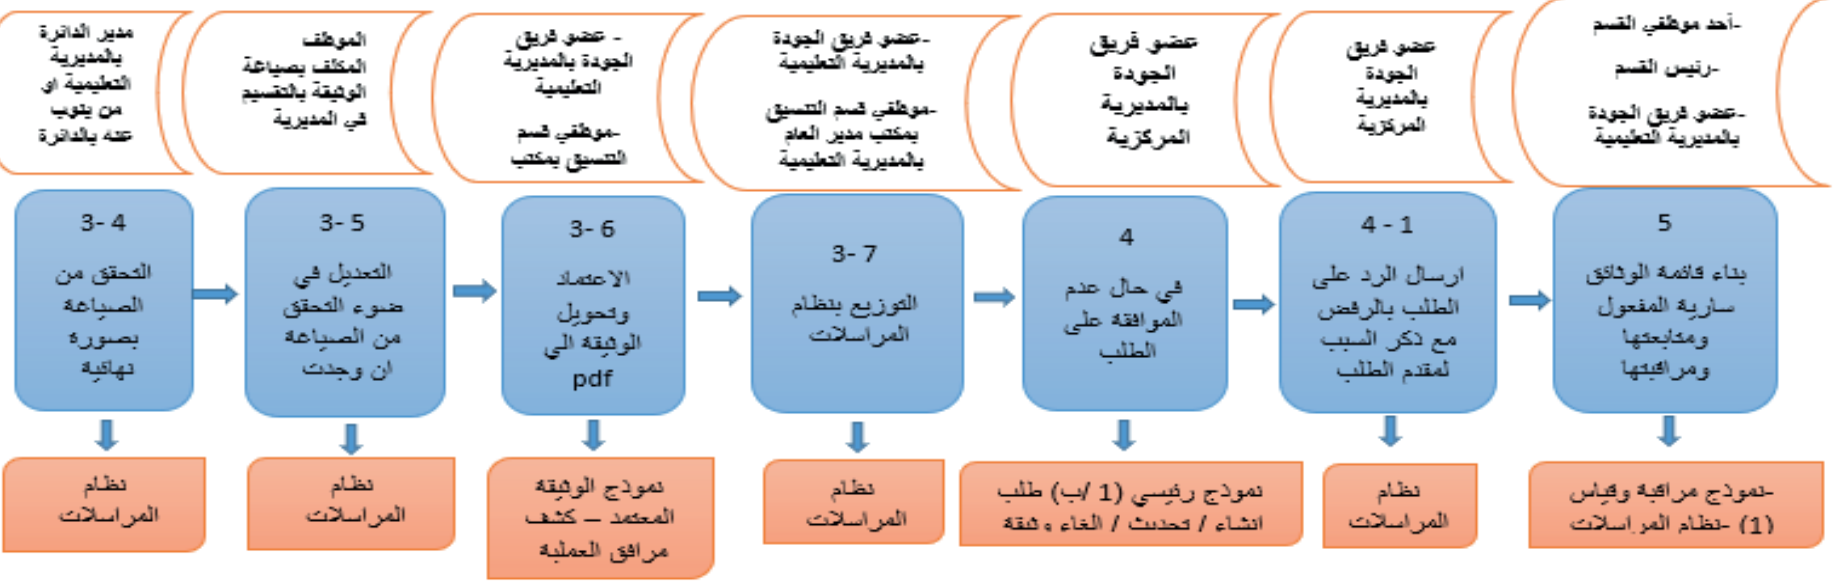 مدير الدائرة
بالمديرية
التعليمية او
من ينوب
عنه بالدائرة
الموظف
المكلف بصياغة
الوثيقة بالتقسيم
في المديرية
- عضو فريق
الجودة بالمديرية
التعليمية
-موظفي قسم
التنسيق بمكتب
-عضو فريق الجودة
بالمديرية التعليمية
-موظفي قسم التنسيق
بمكتب مدير العام
بالمديرية التعليمية
عضو فريق
الجودة
بالمديرية
المركزية
عضو فريق
الجودة
بالمديرية
المركزية
-أحد موظفي القسم
-رئيس القسم
-عضو فريق الجودة
بالمديرية التعليمية
3- 4
التحقق من
الصياغة
بصورة
نهائية
3- 5
التعديل في
ضوء التحقق
من الصياغة
ان وجدت
3- 6
الاعتماد
وتحويل
الوثيقة الي
pdf
3- 7
التوزيع بنظام
المراسلات
4
في حال عدم
الموافقة على
الطلب
4 - 1
ارسال الرد على
الطلب بالرفض
مع ذكر السبب
لمقدم الطلب
5
بناء قائمة الوثائق
سارية المفعول
ومتابعتها
ومراقبتها
نظام
المراسلات
نظام
المراسلات
نموذج الوثيقة
المعتمد – كشف
مرافق العملية
نظام
المراسلات
نموذج رئيسي (1 /ب) طلب
انشاء / تحديث / الغاء وثيقة
نظام
المراسلات
-نموذج مراقبة وقياس
(1) -نظام المراسلات